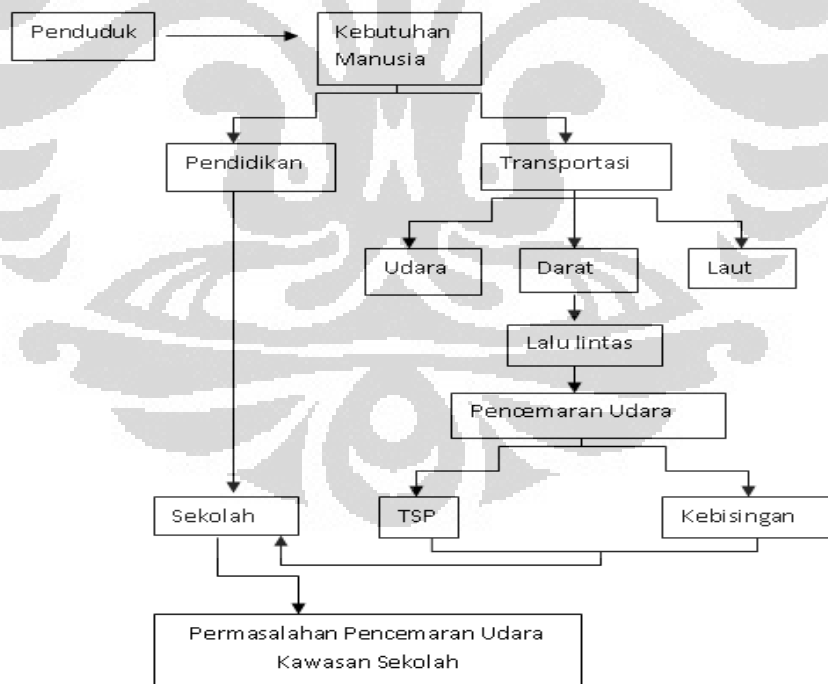 Penduduk
Kebutuhan
Manusia
Pendidikan
Transportasi
Udara
Darat
Laut
Lalu lintas
Pencemaran Udara
Sekolah
TSP
Kebisingan
Permasalahan Pencemaran Udara
Kawasan Sekolah